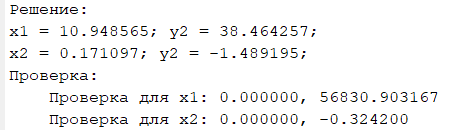 Решение:
x1 = 10.948565; y2 = 38.464257;
x2 = 0.171097; y2 = -1.489195;
Проверка:
Проверка для x1: 0.000000, 56830.903167
Проверка для x2: 0.000000, -0.324200